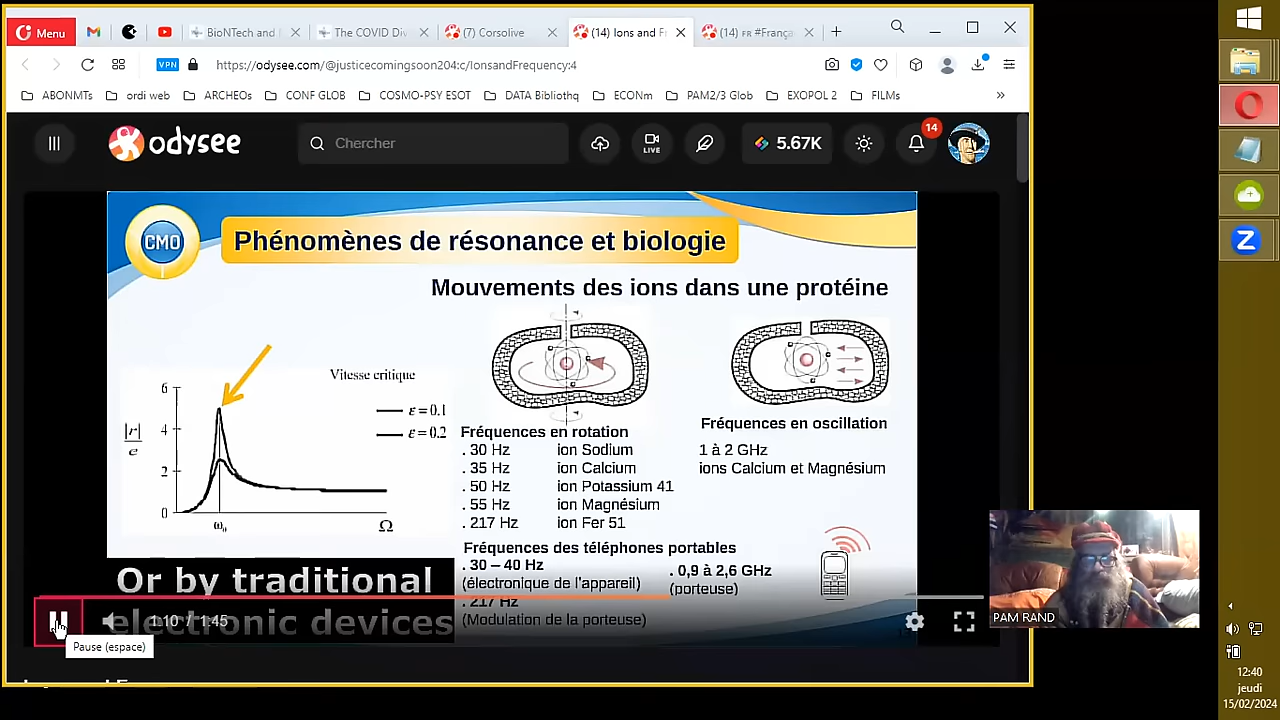 Menu
BioNTech and
The COVID Div
(7) Corsolive
(14) Ions and Fr
(14) FR #França
VPN
https://odysee.com/@justicecomingsoon204:c/IonsandFrequency:4
ABONMTs
ordi web
ARCHEOs
CONF GLOB
COSMO-PSY ESOT
DATA Bibliothq
ECONm
PAM2/3 Glob
EXOPOL 2
FILMs
»
odysee
Chercher
LIVE
5.67K
14
CMO
Phénomènes de résonance et biologie
Mouvements des ions dans une protéine
Vitesse critique
6
4
2
0
|r|
e
ε=0.1
ε=0.2
ω₀
Ω
Fréquences en rotation
. 30 Hz ion Sodium
. 35 Hz ion Calcium
. 50 Hz ion Potassium 41
. 55 Hz ion Magnésium
. 217 Hz ion Fer 51
Fréquences en oscillation
1 à 2 GHz
ions Calcium et Magnésium
Fréquences des téléphones portables
. 30 – 40 Hz
(électronique de l'appareil)
. 217 Hz
(Modulation de la porteuse)
. 0,9 à 2,6 GHz
(porteuse)
Or by traditional
electronic devices
1:10 / 1:45
Pause (espace)
PAM RAND
Z
12:40
jeudi
15/02/2024